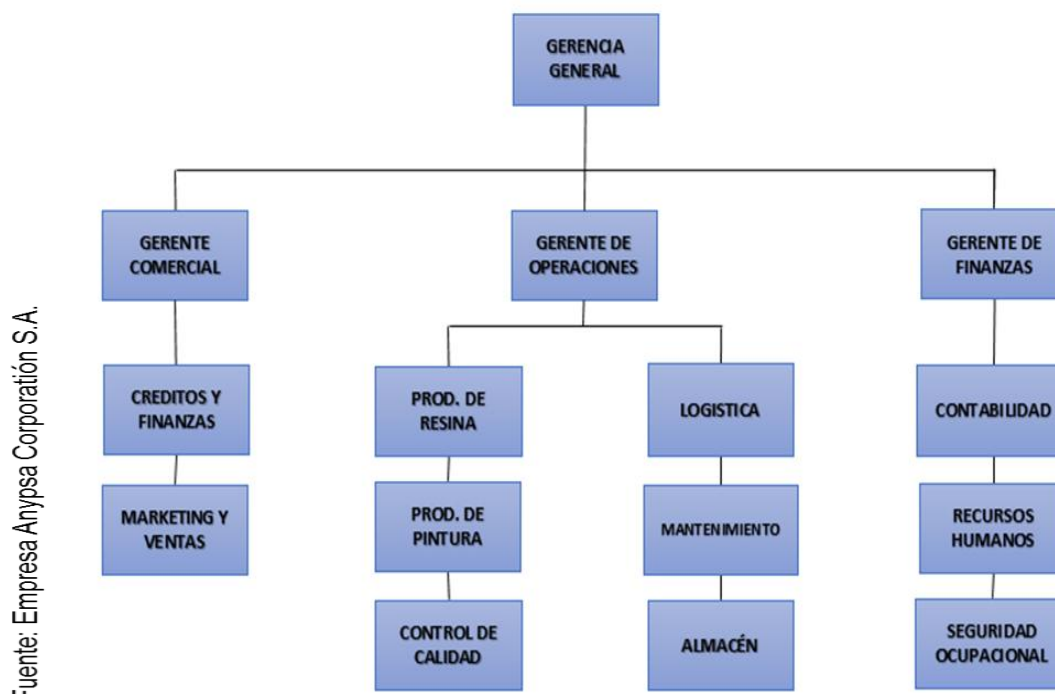 GERENCIA
GENERAL
GERENTE
COMERCIAL
GERENTE DE
OPERACIONES
GERENTE DE
FINANZAS
CREDITOS Y
FINANZAS
PROD. DE
RESINA
LOGISTICA
CONTABILIDAD
MARKETING Y
VENTAS
PROD. DE
PINTURA
MANTENIMIENTO
RECURSOS
HUMANOS
CONTROL DE
CALIDAD
ALMACÉN
SEGURIDAD
OCUPACIONAL
Fuente: Empresa Anypsa Corporatión S.A.